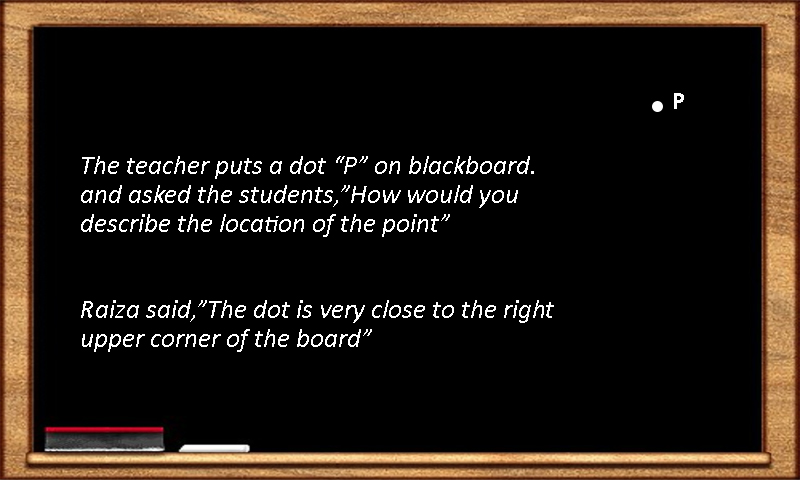 P
The teacher puts a dot “P” on blackboard.
and asked the students,”How would you
describe the location of the point”
Raiza said,”The dot is very close to the right
upper corner of the board”